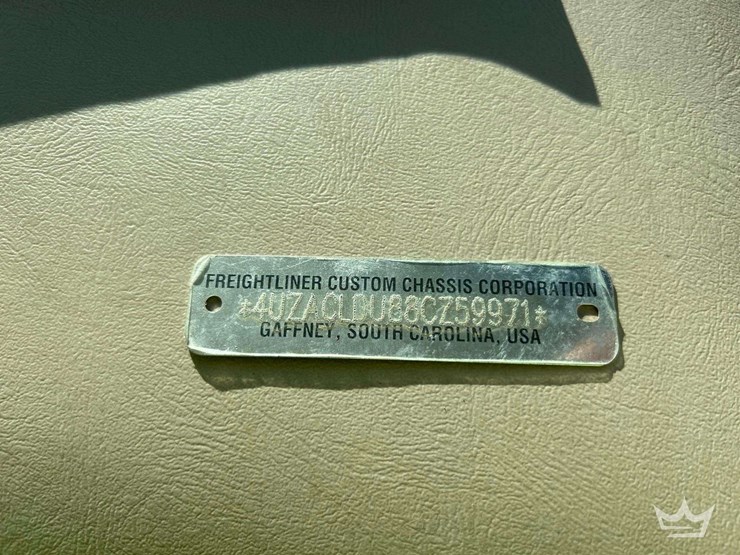 FREIGHTLINER CUSTOM CHASSIS CORPORATION
*4UZACLDU88CZ59971*
GAFFNEY, SOUTH CAROLINA, USA